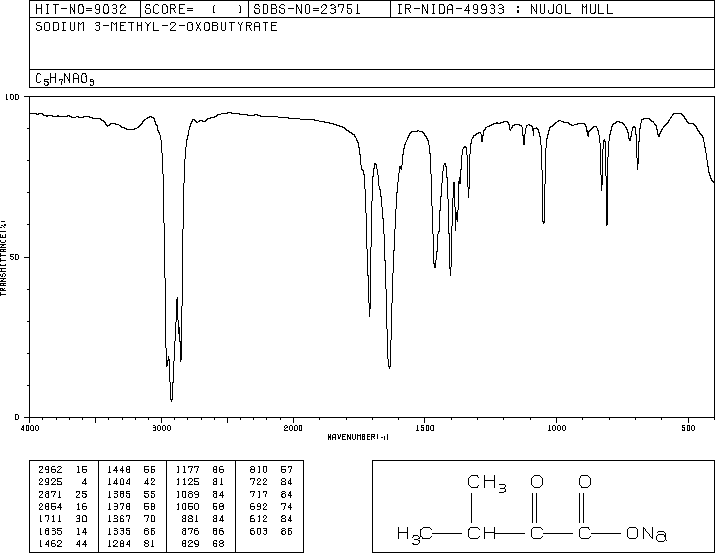 HIT-NO=9032 SCORE= ( ) SDBS-NO=23751 IR-NIDA-49933 : NUJOL MULL
SODIUM 3-METHYL-2-OXOBUTYRATE
C5H7NAO3
100
TRANSMITTANCE(%)
50
0
4000 3000 2000 1500 1000 500
WAVENUMBER(-1)
2962 16 1448 66 1177 86 810 57
2925 4 1404 42 1125 81 722 84
2871 25 1385 55 1089 84 717 84
2854 16 1378 58 1050 58 692 74
1711 30 1367 70 881 84 612 84
1635 14 1335 66 876 86 603 86
1462 44 1284 81 829 68
CH3 O O
H3C CH C C ONa